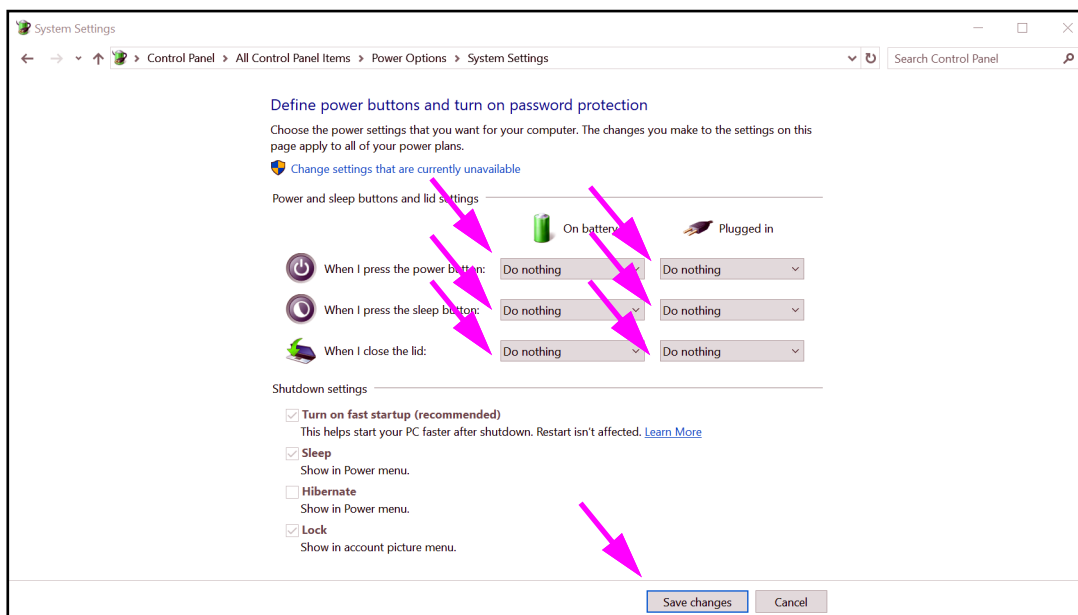 System Settings
Control Panel > All Control Panel Items > Power Options > System Settings
Search Control Panel
Define power buttons and turn on password protection
Choose the power settings that you want for your computer. The changes you make to the settings on this
page apply to all of your power plans.
Change settings that are currently unavailable
Power and sleep buttons and lid settings
On battery Plugged in
When I press the power button: Do nothing Do nothing
When I press the sleep button: Do nothing Do nothing
When I close the lid: Do nothing Do nothing
Shutdown settings
Turn on fast startup (recommended)
This helps start your PC faster after shutdown. Restart isn't affected. Learn More
Sleep
Show in Power menu.
Hibernate
Show in Power menu.
Lock
Show in account picture menu.
Save changes Cancel